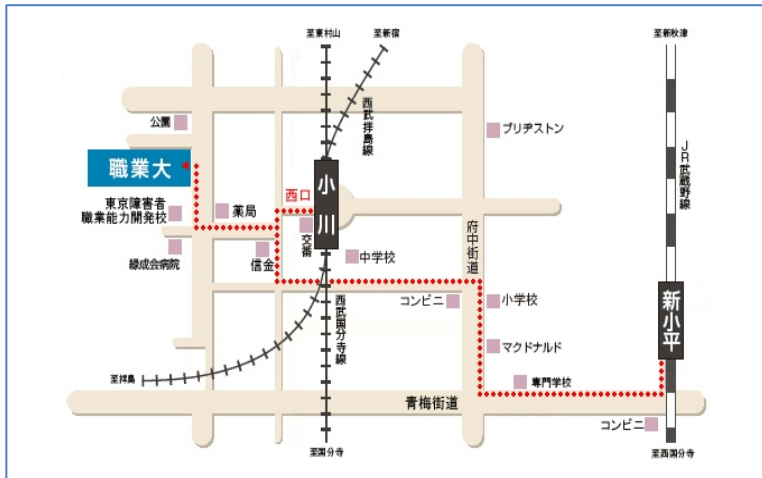 至東村山
至新宿
至新秋津
西武拝島線
公園
ブリヂストン
JR武蔵野線
職業大
小川
西口
東京障害者
職業能力開発校
薬局
交番
府中街道
緑成会病院
信金
中学校
新小平
西武国分寺線
コンビニ
小学校
マクドナルド
至拝島
専門学校
青梅街道
コンビニ
至国分寺
至西国分寺